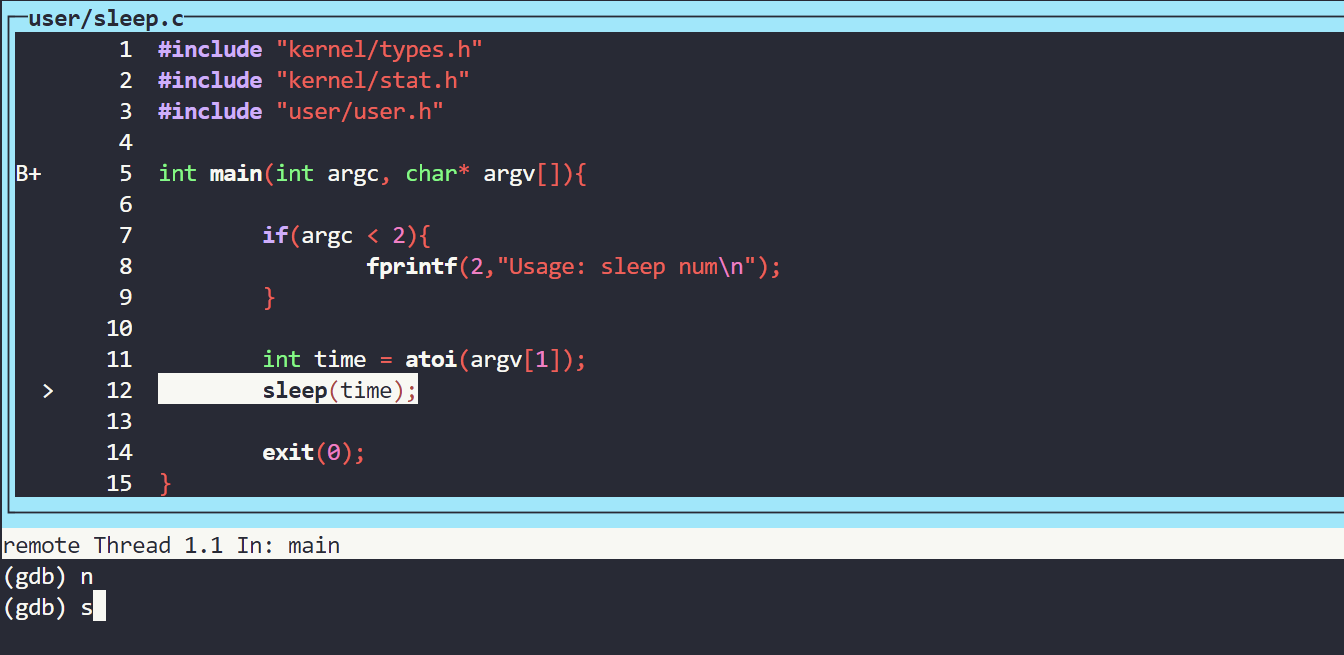 user/sleep.c
1 #include "kernel/types.h"
2 #include "kernel/stat.h"
3 #include "user/user.h"
4
B+ 5 int main(int argc, char* argv[]){
6
7 if(argc < 2){
8 fprintf(2,"Usage: sleep num\n");
9 }
10
11 int time = atoi(argv[1]);
> 12 sleep(time);
13
14 exit(0);
15 }
remote Thread 1.1 In: main
(gdb) n
(gdb) s